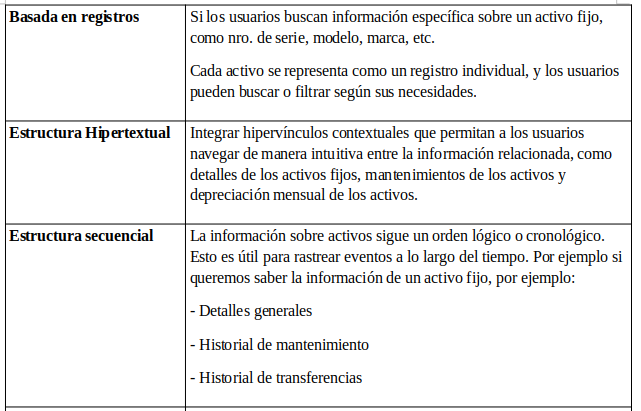 Basada en registros
Si los usuarios buscan información específica sobre un activo fijo,
como nro. de serie, modelo, marca, etc.
Cada activo se representa como un registro individual, y los usuarios
pueden buscar o filtrar según sus necesidades.
Estructura Hipertextual
Integrar hipervínculos contextuales que permitan a los usuarios
navegar de manera intuitiva entre la información relacionada, como
detalles de los activos fijos, mantenimientos de los activos y
depreciación mensual de los activos.
Estructura secuencial
La información sobre activos sigue un orden lógico o cronológico.
Esto es útil para rastrear eventos a lo largo del tiempo. Por ejemplo si
queremos saber la información de un activo fijo, por ejemplo:
- Detalles generales
- Historial de mantenimiento
- Historial de transferencias